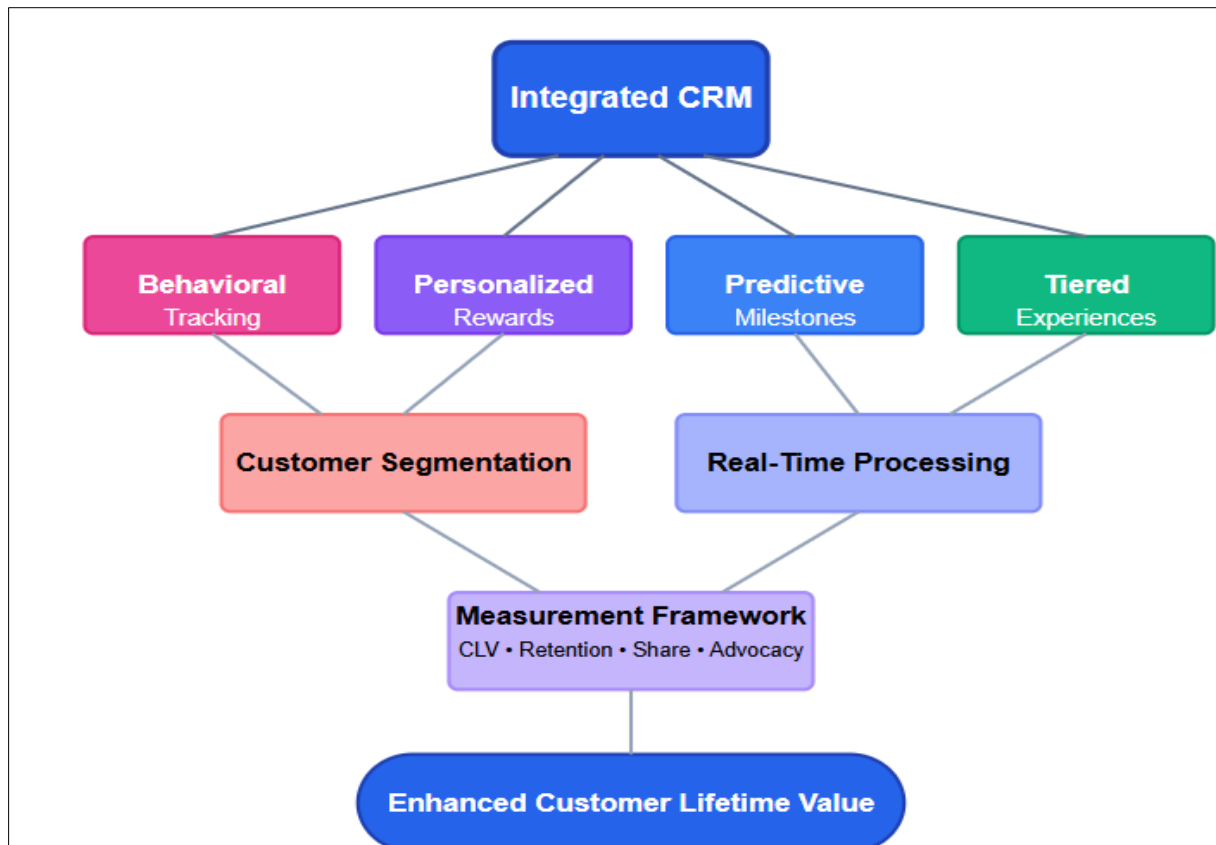 Integrated CRM
Behavioral
Tracking
Personalized
Rewards
Predictive
Milestones
Tiered
Experiences
Customer Segmentation
Real-Time Processing
Measurement Framework
CLV • Retention • Share • Advocacy
Enhanced Customer Lifetime Value